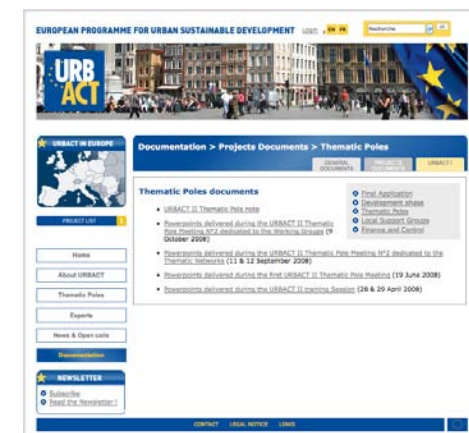 EUROPEAN PROGRAMME FOR URBAN SUSTAINABLE DEVELOPMENT
EN FR
Recherche
URB
ACT
URBACT IN EUROPE
PROJECT LIST
Home
About URBACT
Thematic Poles
Experts
News & Open calls
Documentation
NEWSLETTER
Subscribe
Read the Newsletter !
Documentation > Projects Documents > Thematic Poles
GENERAL
DOCUMENTS
PROJECTS
DOCUMENTS
URBACT I
Thematic Poles documents
URBACT II Thematic Pole note
Powerpoints delivered during the URBACT II Thematic
Pole Meeting N°2 dedicated to the Working Groups (9
October 2008)
Powerpoints delivered during the URBACT II Thematic Pole Meeting N°2 dedicated to the
Thematic Networks (11 & 12 September 2008)
Powerpoints delivered during the first URBACT II Thematic Pole Meeting (19 June 2008)
Powerpoints delivered during the URBACT II training Session (28 & 29 April 2008)
Final Application
Development phase
Thematic Poles
Local Support Groups
Finance and Control
CONTACT LEGAL NOTICE LINKS